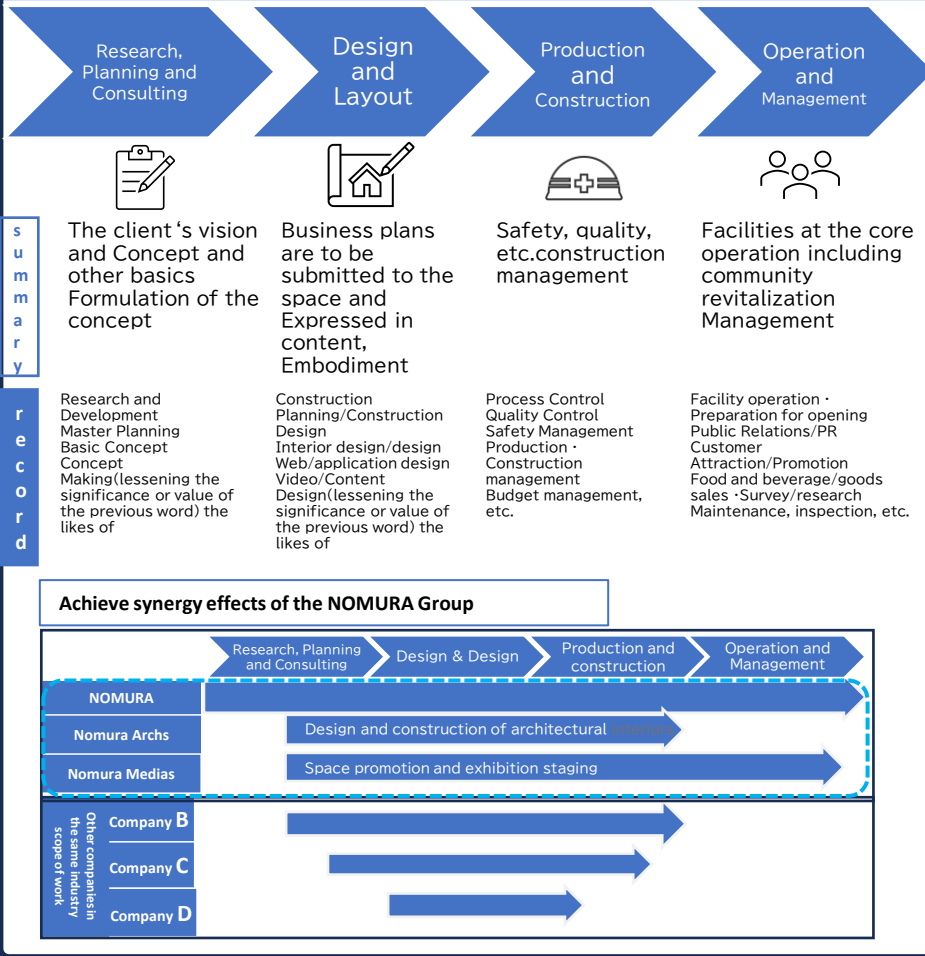 Research,
Planning and
Consulting
Design
and
Layout
Production
and
Construction
Operation
and
Management
summary
The client‘s vision
and Concept and
other basics
Formulation of the
concept
Business plans
are to be
submitted to the
space and
Expressed in
content,
Embodiment
Safety, quality,
etc.construction
management
Facilities at the core
operation including
community
revitalization
Management
record
Research and
Development
Master Planning
Basic Concept
Concept
Making(lessening the
significance or value of
the previous word) the
likes of
Construction
Planning/Construction
Design
Interior design/design
Web/application design
Video/Content
Design(lessening the
significance or value of
the previous word) the
likes of
Process Control
Quality Control
Safety Management
Production・
Construction
management
Budget management,
etc.
Facility operation・
Preparation for opening
Public Relations/PR
Customer
Attraction/Promotion
Food and beverage/goods
sales・Survey/research
Maintenance, inspection, etc.
Achieve synergy effects of the NOMURA Group
Research, Planning
and Consulting
Design & Design
Production and
construction
Operation and
Management
NOMURA
Nomura Archs
Design and construction of architectural
Nomura Medias
Space promotion and exhibition staging
Other companies in
the same industry
scope of work
Company B
Company C
Company D